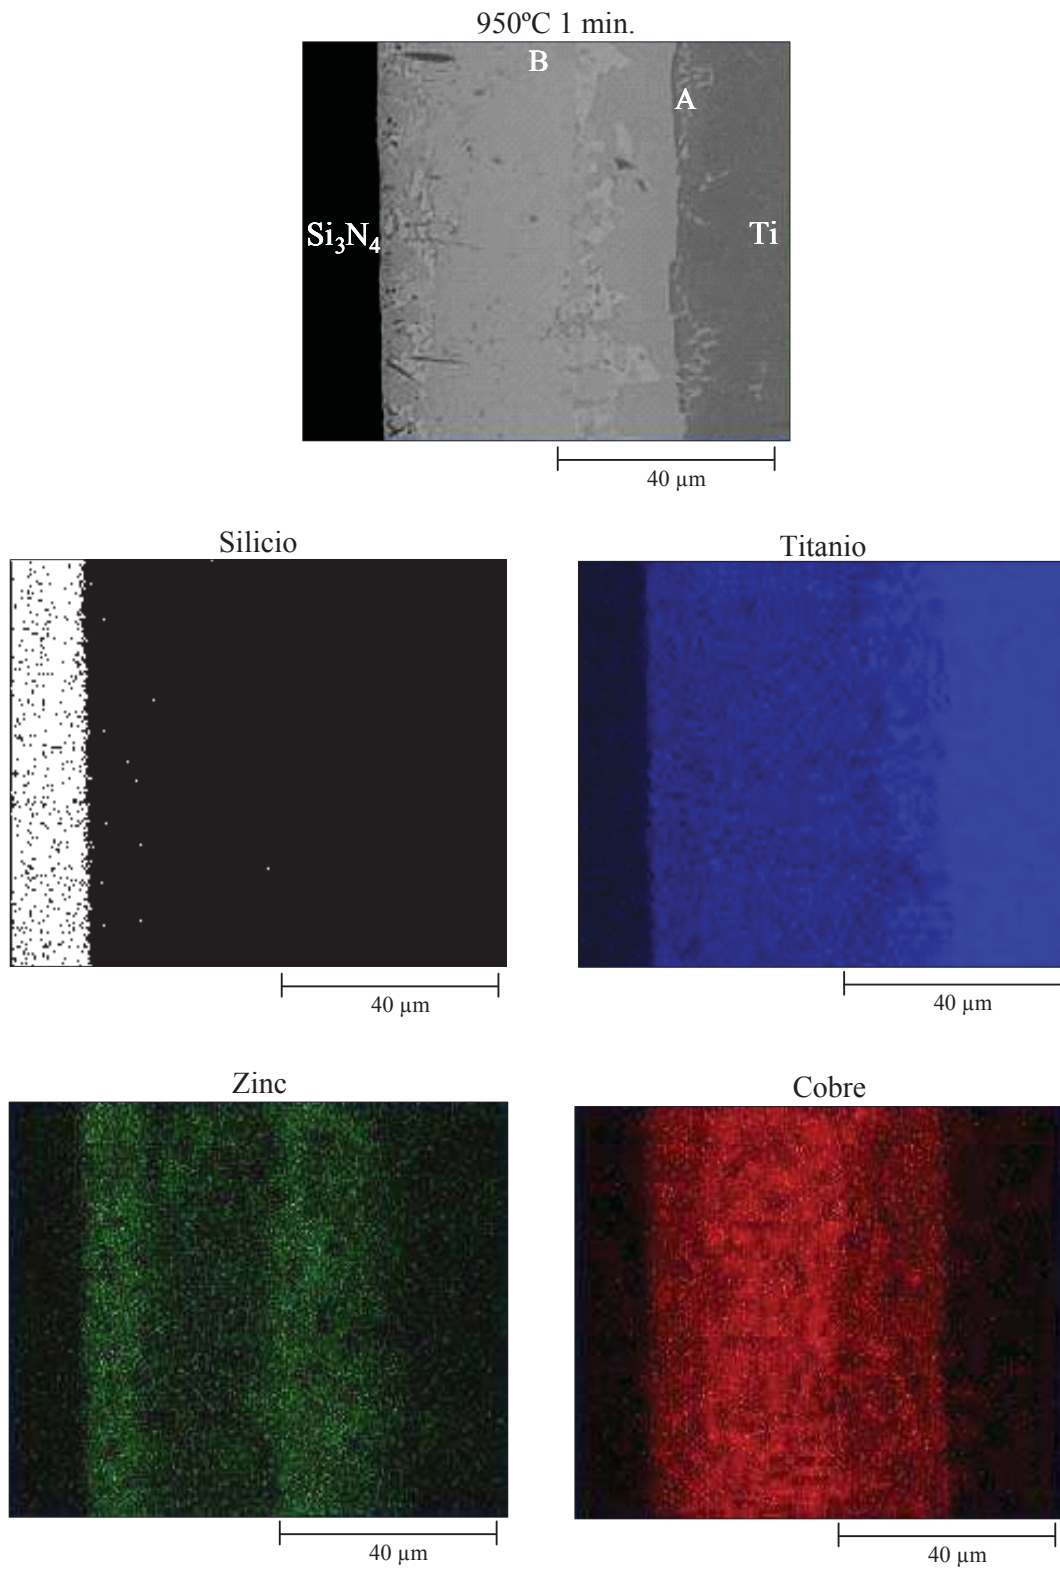 950ºC 1 min.
B
A
Si₃N₄
Ti
40 µm
Silicio
Titanio
40 µm
40 µm
Zinc
Cobre
40 µm
40 µm